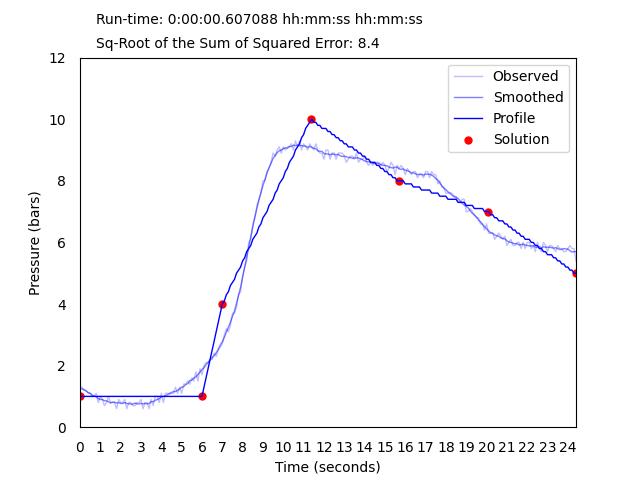 Run-time: 0:00:00.607088 hh:mm:ss hh:mm:ss
Sq-Root of the Sum of Squared Error: 8.4
Observed
Smoothed
Profile
Solution
12
10
8
6
4
2
0
Pressure (bars)
0 1 2 3 4 5 6 7 8 9 10 11 12 13 14 15 16 17 18 19 20 21 22 23 24
Time (seconds)